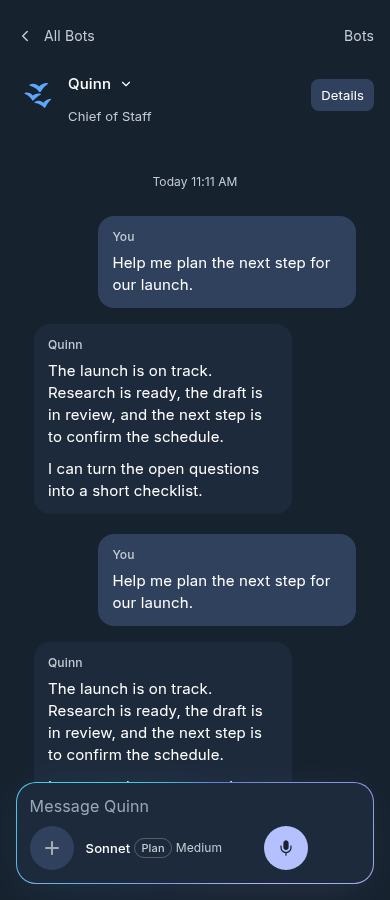 All Bots
Bots
Quinn
Chief of Staff
Details
Today 11:11 AM
You
Help me plan the next step for
our launch.
Quinn
The launch is on track.
Research is ready, the draft is
in review, and the next step is
to confirm the schedule.
I can turn the open questions
into a short checklist.
You
Help me plan the next step for
our launch.
Quinn
The launch is on track.
Research is ready, the draft is
in review, and the next step is
to confirm the schedule.
Message Quinn
Sonnet Plan Medium